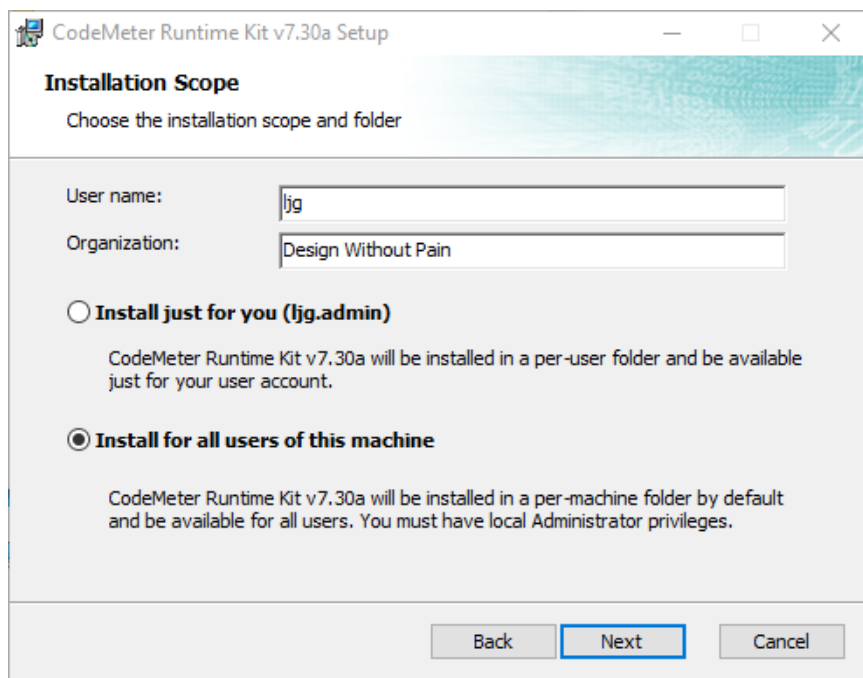 CodeMeter Runtime Kit v7.30a Setup
Installation Scope
Choose the installation scope and folder
User name:
ljg
Organization:
Design Without Pain
Install just for you (ljg.admin)
CodeMeter Runtime Kit v7.30a will be installed in a per-user folder and be available
just for your user account.
Install for all users of this machine
CodeMeter Runtime Kit v7.30a will be installed in a per-machine folder by default
and be available for all users. You must have local Administrator privileges.
Back
Next
Cancel